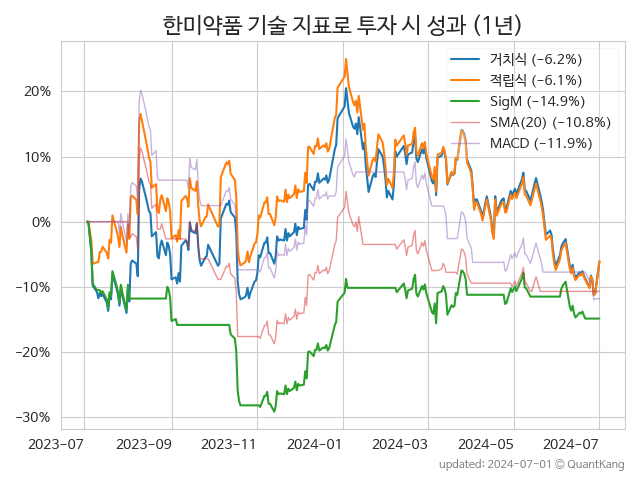 한미약품 기술 지표로 투자 시 성과 (1년)
거치식 (−6.2%)
적립식 (−6.1%)
SigM (−14.9%)
SMA(20) (−10.8%)
MACD (−11.9%)
20%
10%
0%
−10%
−20%
−30%
2023-07 2023-09 2023-11 2024-01 2024-03 2024-05 2024-07
updated: 2024-07-01 © QuantKang